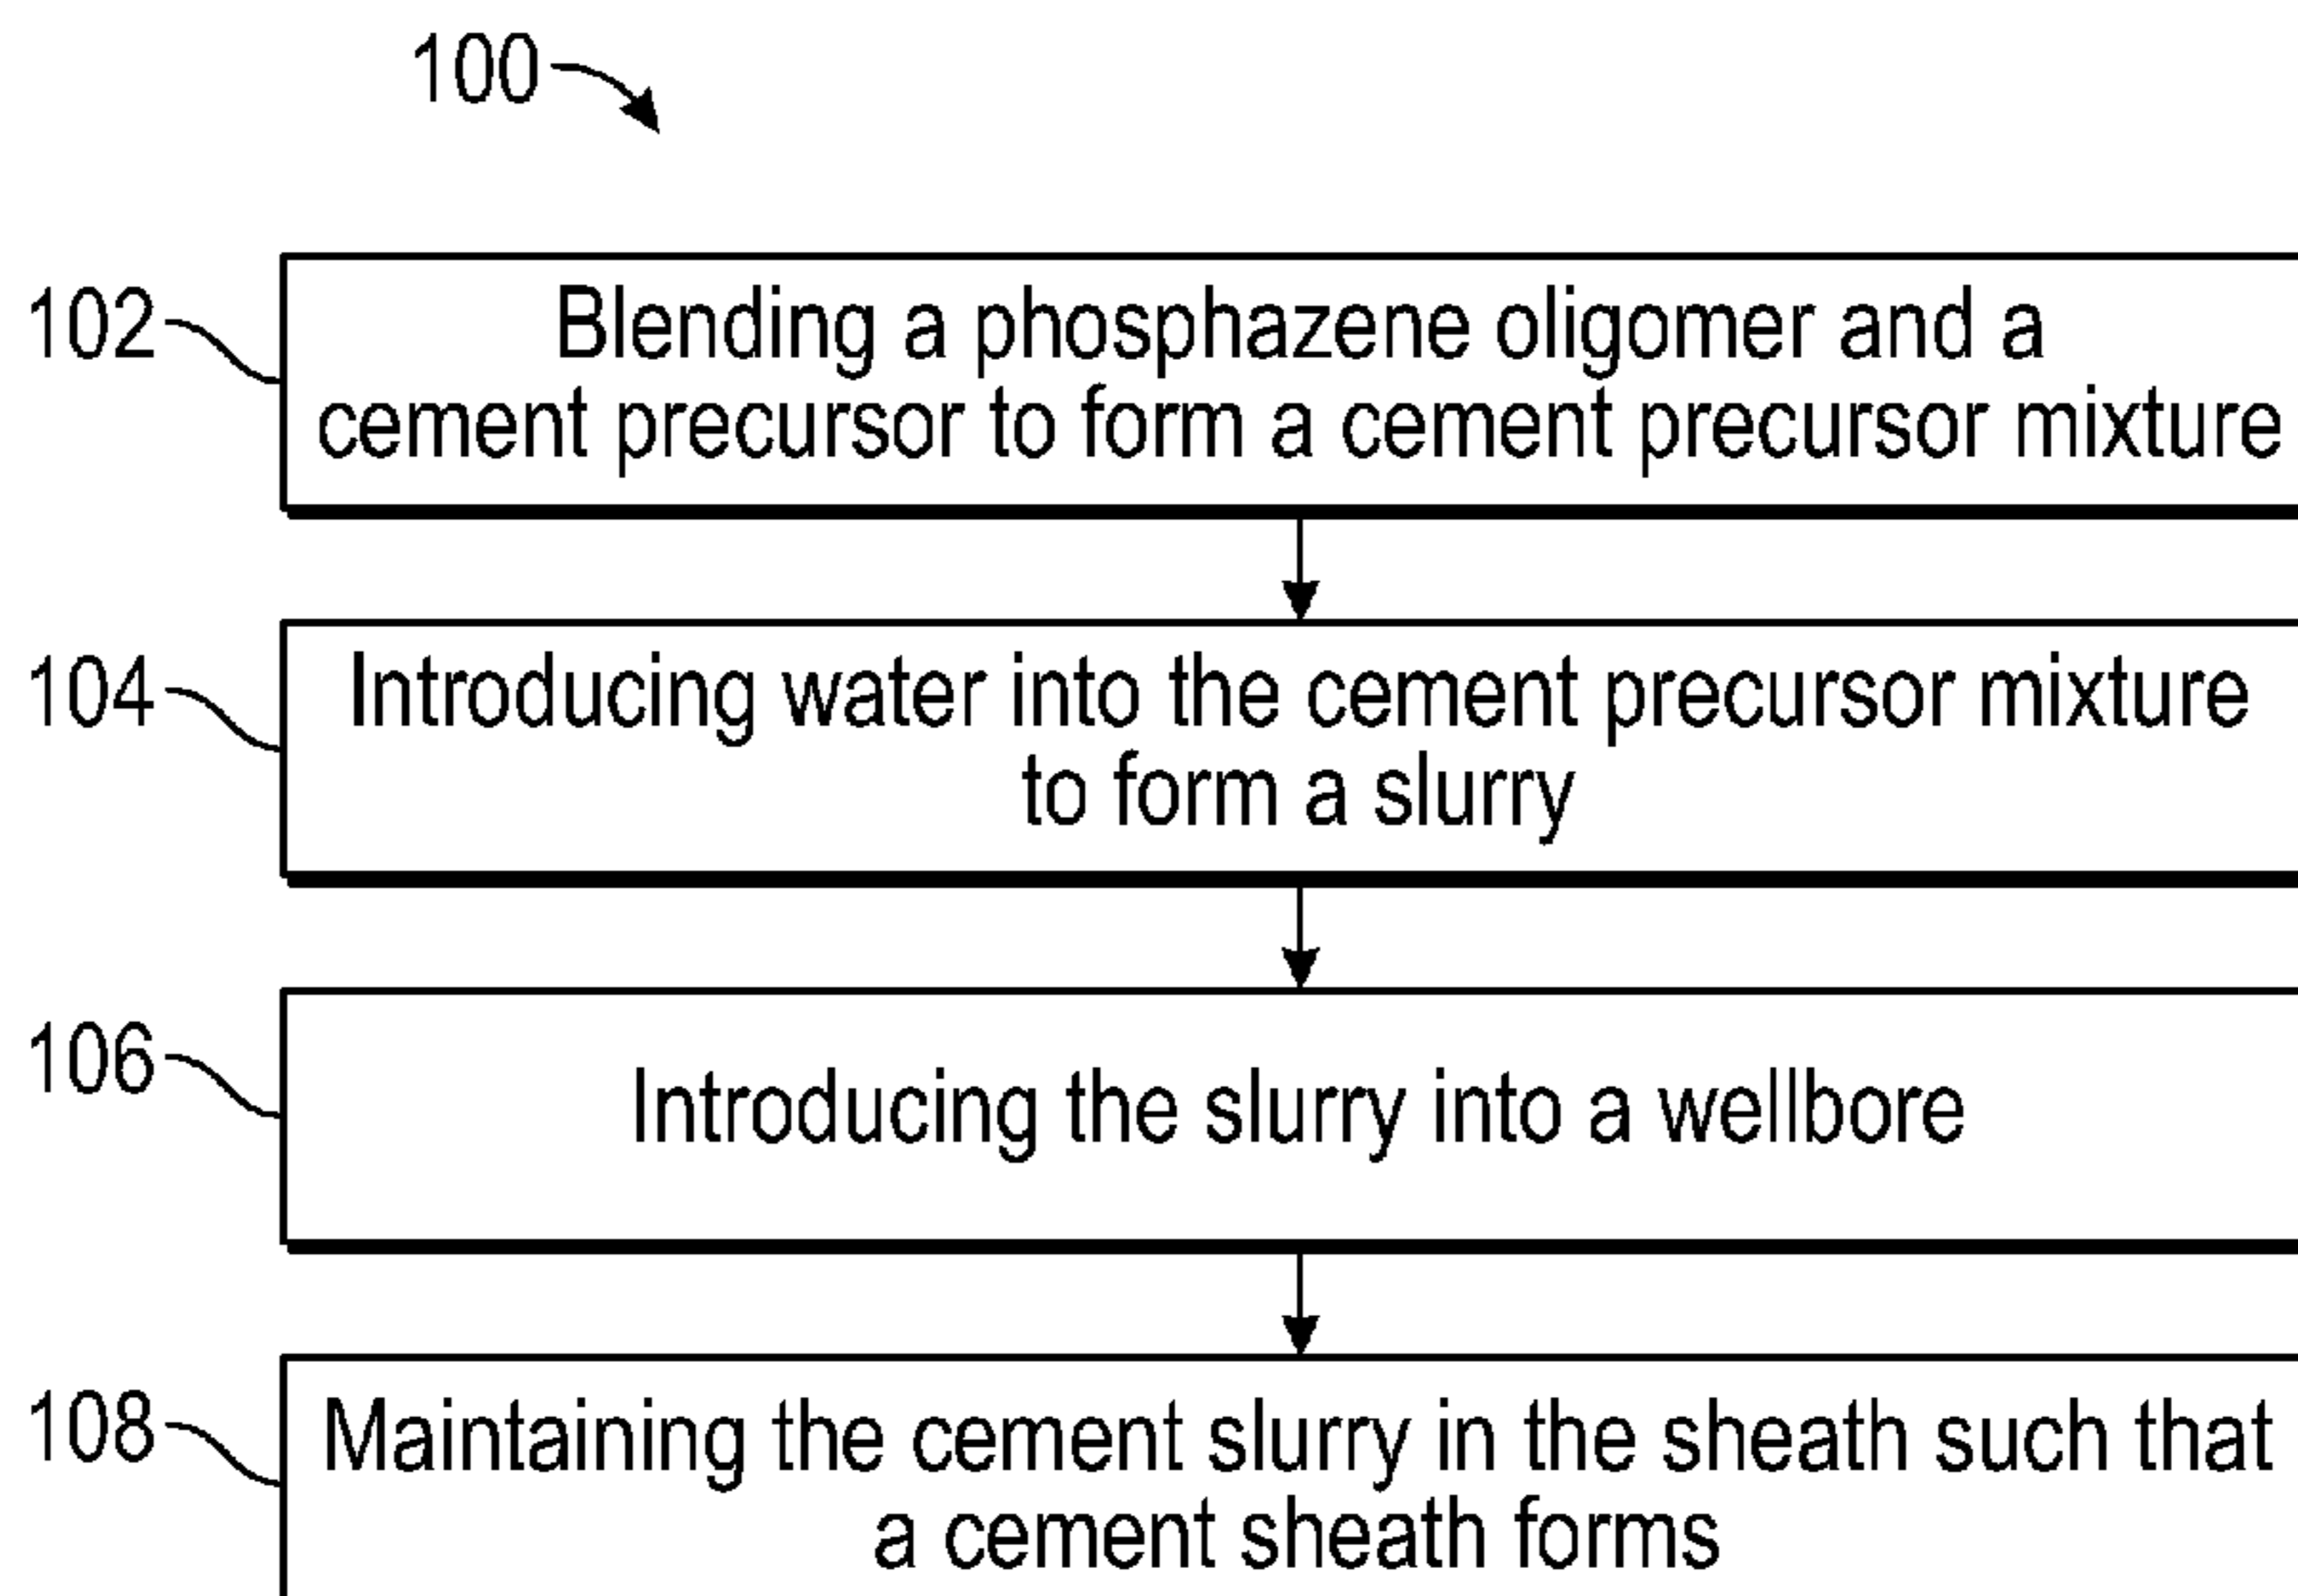 100
102
Blending a phosphazene oligomer and a
cement precursor to form a cement precursor mixture
104
Introducing water into the cement precursor mixture
to form a slurry
106
Introducing the slurry into a wellbore
108
Maintaining the cement slurry in the sheath such that
a cement sheath forms